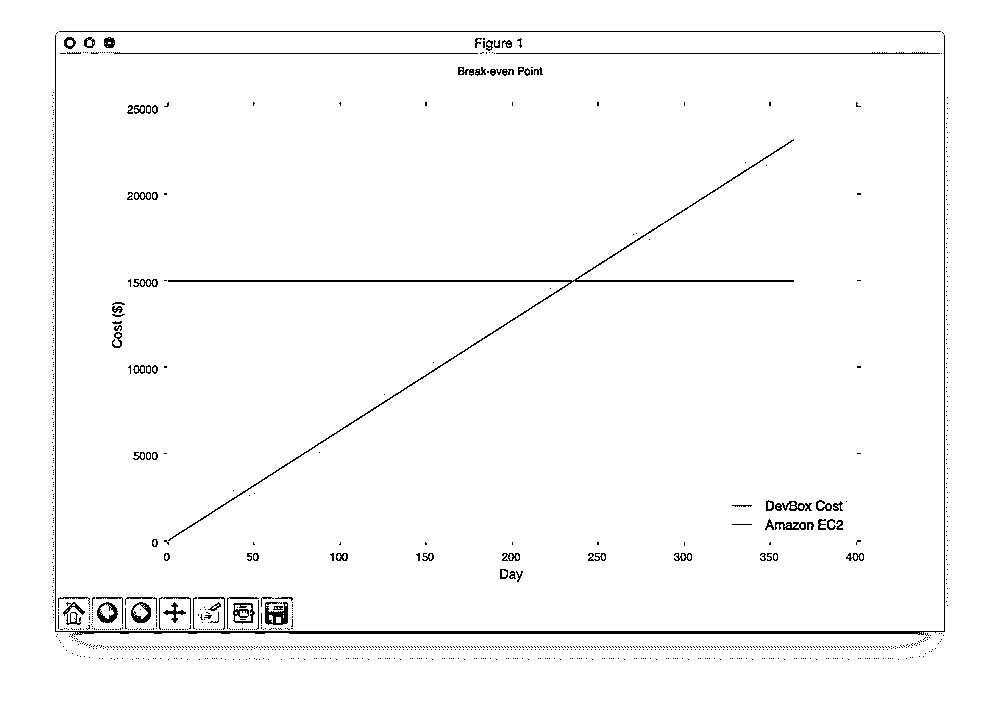 Figure 1
Break-even Point
25000
20000
15000
10000
5000
0
Cost ($)
DevBox Cost
Amazon EC2
0 50 100 150 200 250 300 350 400
Day